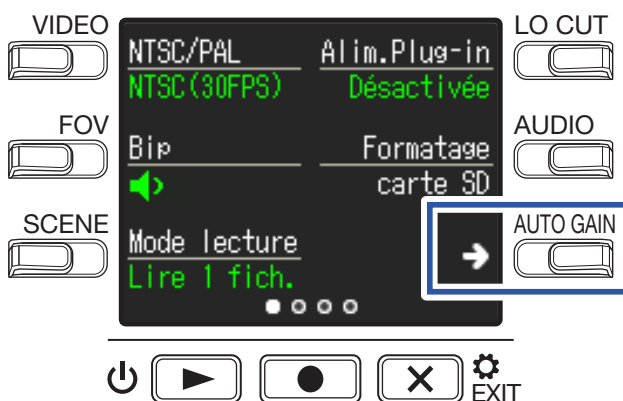 VIDEO
LO CUT
NTSC/PAL
Alim.Plug-in
NTSC(30FPS)
Désactivée
FOV
AUDIO
Bip
Formatage
carte SD
SCENE
AUTO GAIN
Mode lecture
Lire 1 fich.
EXIT